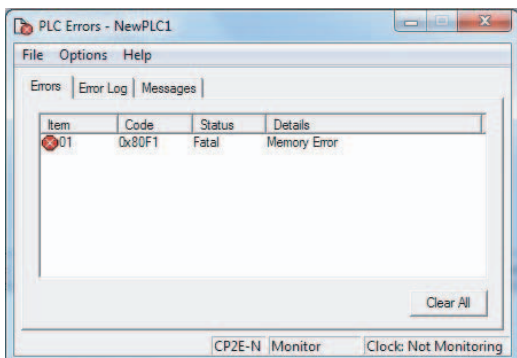 PLC Errors - NewPLC1
File Options Help
Errors Error Log Messages
Item Code Status Details
01 0x80F1 Fatal Memory Error
Clear All
CP2E-N Monitor Clock: Not Monitoring